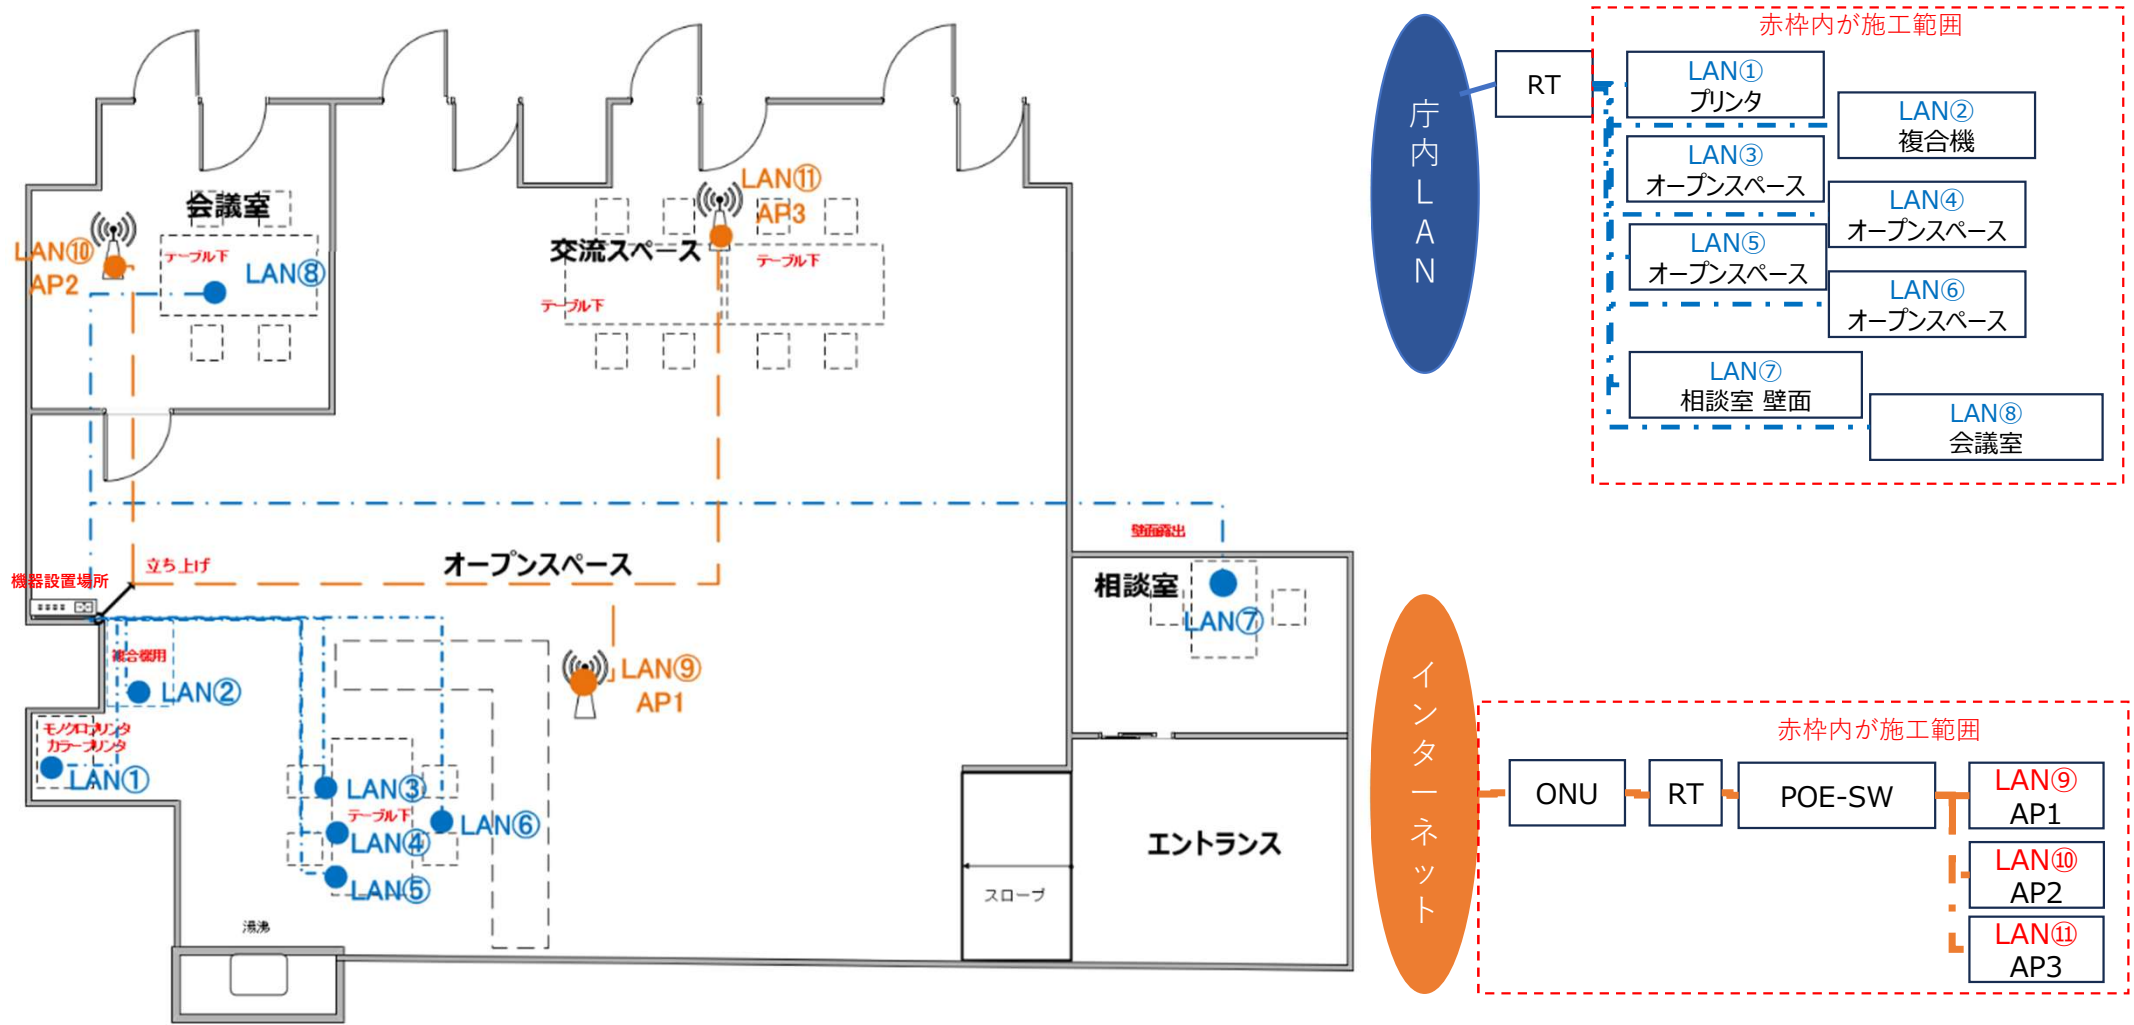 会議室
LAN⑩
AP2
テーブル下
LAN⑧
LAN⑪
AP3
交流スペース
テーブル下
テーブル下
機器設置場所
立ち上げ
オープンスペース
壁面露出
相談室
LAN⑦
複合機用
LAN②
モノクロプリンタ
カラープリンタ
LAN①
LAN⑨
AP1
LAN③
テーブル下
LAN④
LAN⑤
LAN⑥
湯沸
スロープ
エントランス
庁内LAN
RT
赤枠内が施工範囲
LAN①
プリンタ
LAN②
複合機
LAN③
オープンスペース
LAN④
オープンスペース
LAN⑤
オープンスペース
LAN⑥
オープンスペース
LAN⑦
相談室 壁面
LAN⑧
会議室
インターネット
赤枠内が施工範囲
ONU
RT
POE-SW
LAN⑨
AP1
LAN⑩
AP2
LAN⑪
AP3